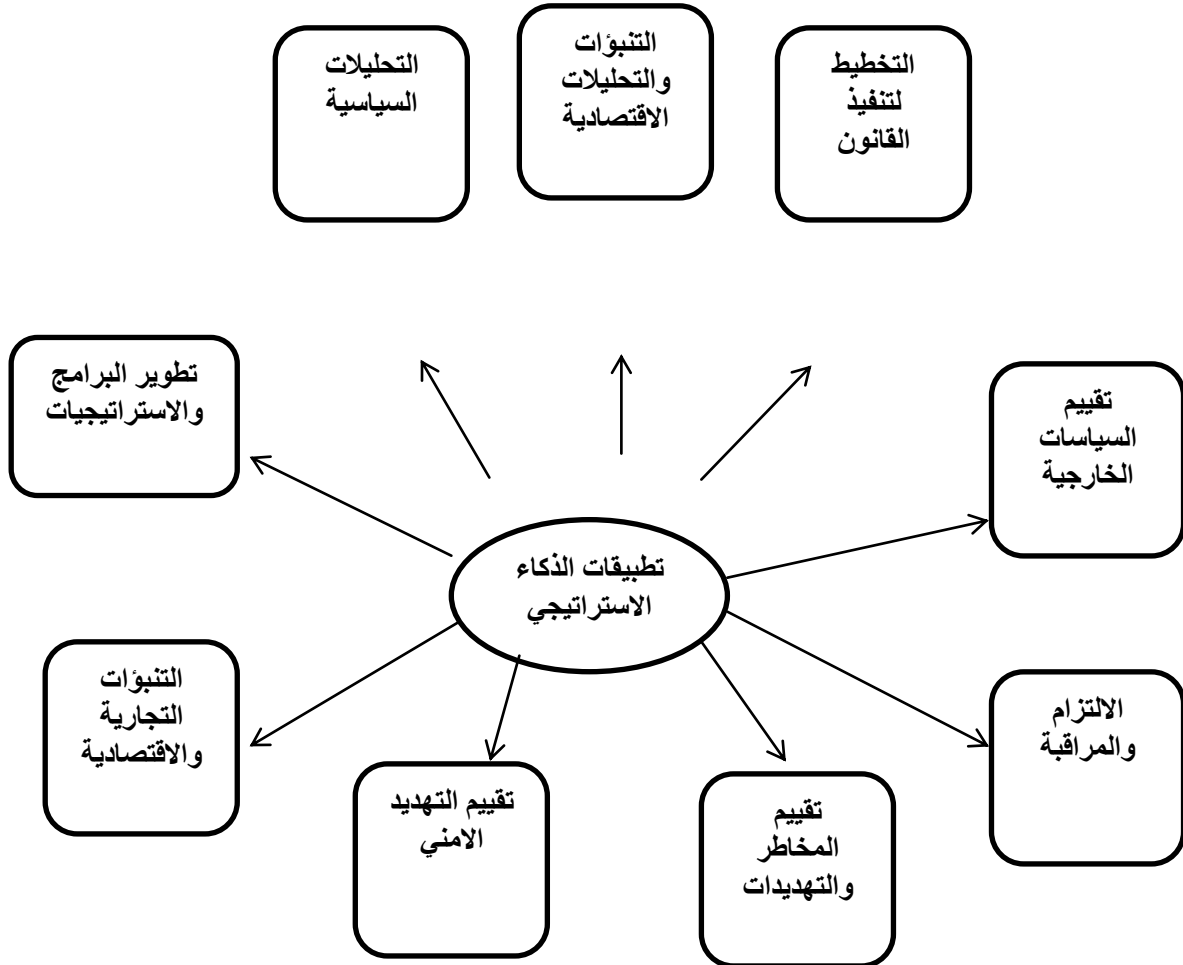 التخطيط
لتنفيذ
القانون
التنبؤات
والتحليلات
الاقتصادية
التحليلات
السياسية
تقييم
السياسات
الخارجية
تطوير البرامج
والاستراتيجيات
تطبيقات الذكاء
الاستراتيجي
الالتزام
والمراقبة
التنبؤات
التجارية
والاقتصادية
تقييم
المخاطر
والتهديدات
تقييم التهديد
الامني